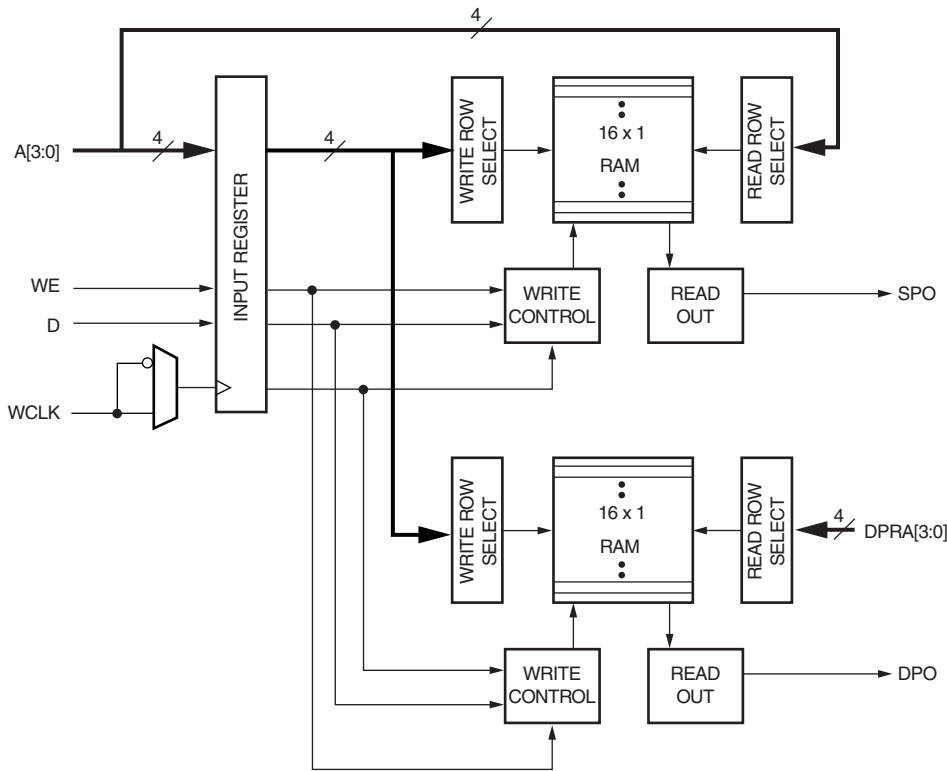 4
A[3:0]
4
INPUT REGISTER
4
WRITE ROW
SELECT
16 x 1
RAM
READ ROW
SELECT
WE
D
WCLK
WRITE
CONTROL
READ
OUT
SPO
WRITE ROW
SELECT
16 x 1
RAM
READ ROW
SELECT
4
DPRA[3:0]
WRITE
CONTROL
READ
OUT
DPO